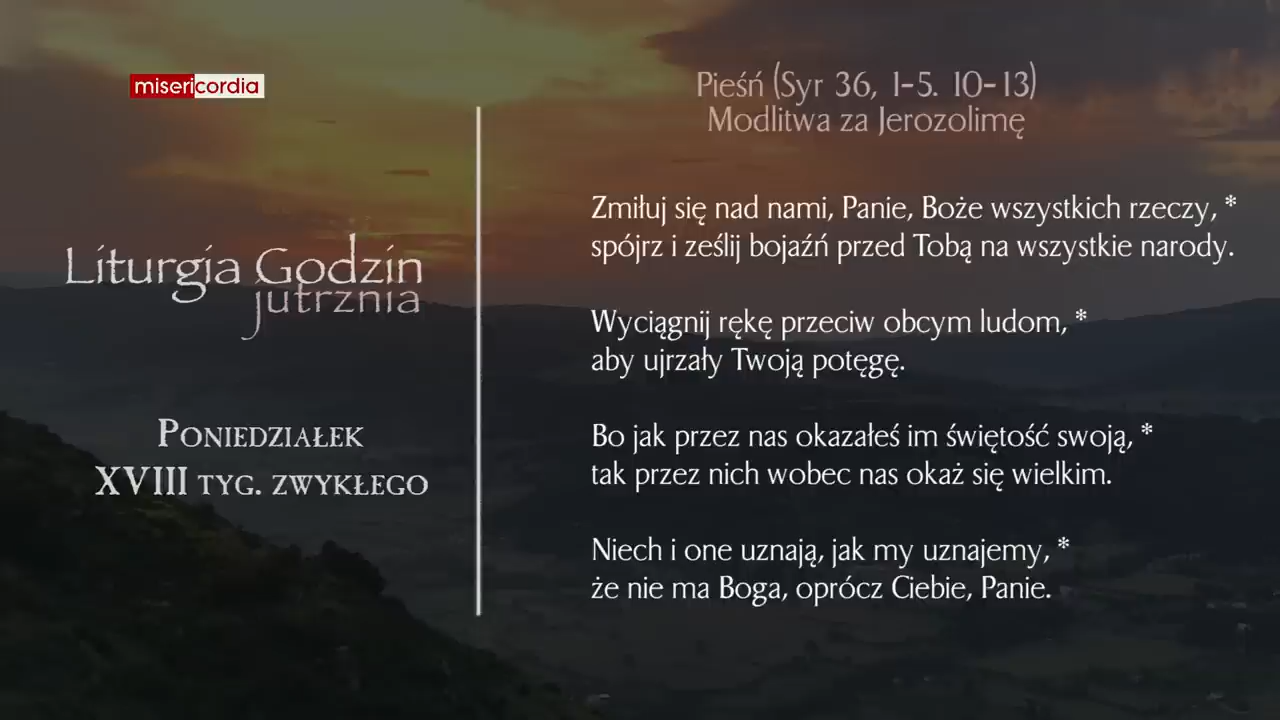 misericordia
Liturgia Godzin
jutrznia
Poniedziałek
XVIII tyg. zwykłego
Pieśń (Syr 36, 1-5. 10-13)
Modlitwa za Jerozolimę
Zmiłuj się nad nami, Panie, Boże wszystkich rzeczy, *
spójrz i ześlij bojaźń przed Tobą na wszystkie narody.
Wyciągnij rękę przeciw obcym ludom, *
aby ujrzały Twoją potęgę.
Bo jak przez nas okazałeś im świętość swoją, *
tak przez nich wobec nas okaż się wielkim.
Niech i one uznają, jak my uznajemy, *
że nie ma Boga, oprócz Ciebie, Panie.